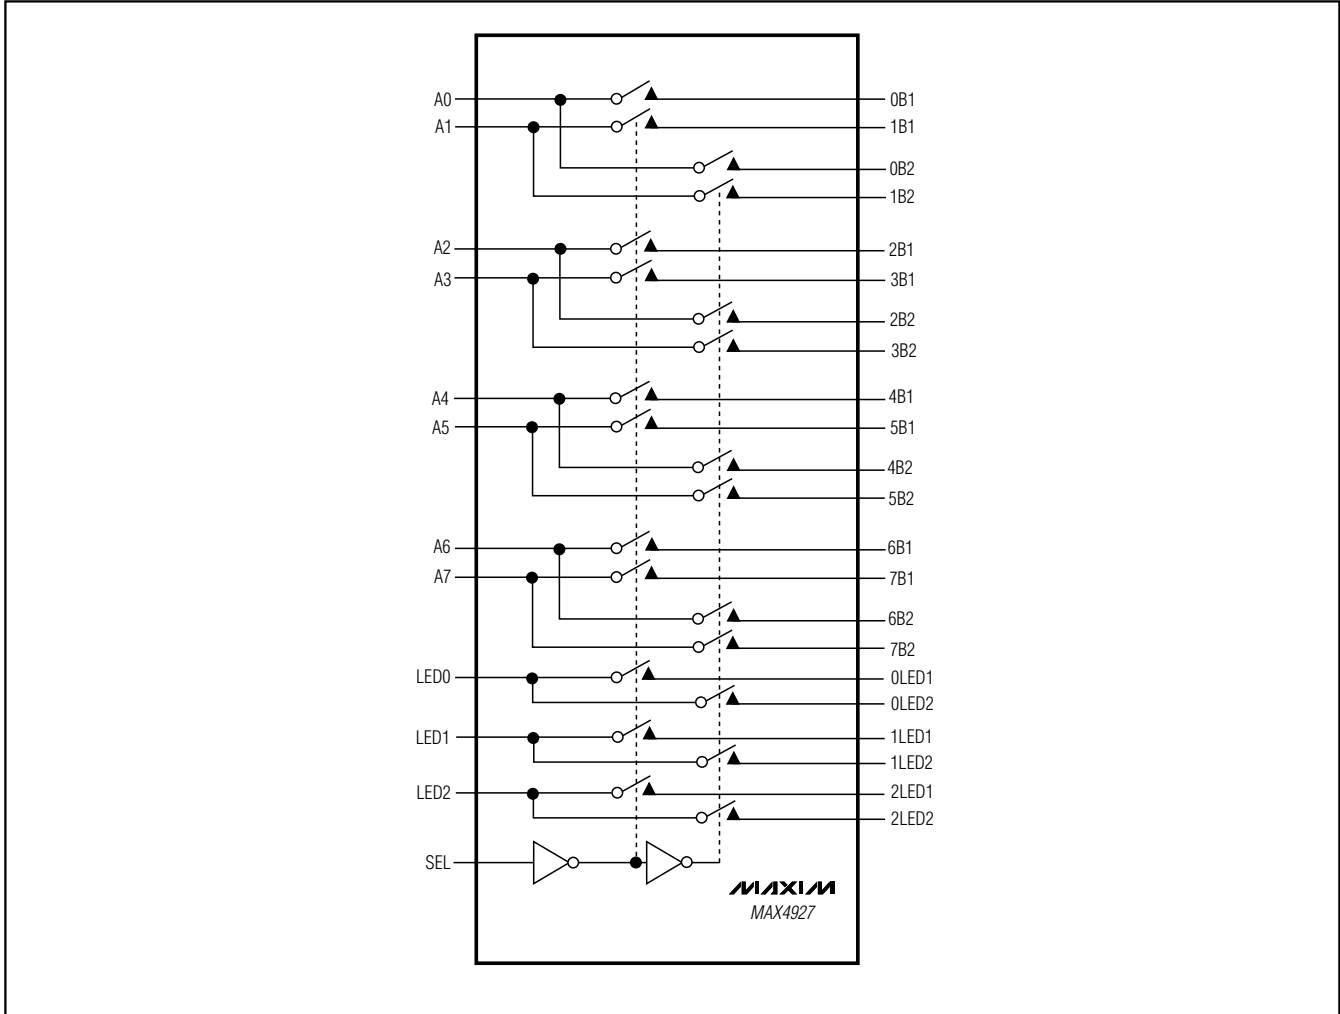 A0 0B1
A1 1B1
0B2
1B2
A2 2B1
A3 3B1
2B2
3B2
A4 4B1
A5 5B1
4B2
5B2
A6 6B1
A7 7B1
6B2
7B2
LED0 0LED1
0LED2
LED1 1LED1
1LED2
LED2 2LED1
2LED2
SEL
MAXIM
MAX4927